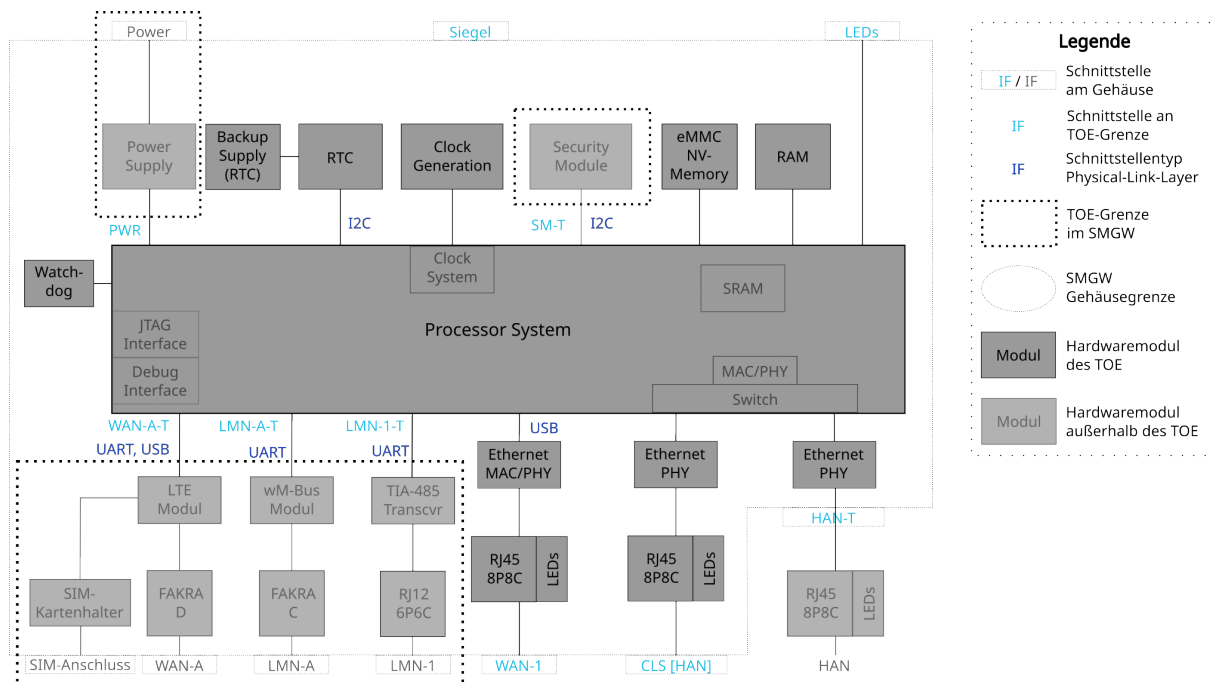 Power
Siegel
LEDs
Power
Supply
Backup
Supply
(RTC)
RTC
Clock
Generation
Security
Module
eMMC
NV-
Memory
RAM
PWR
I2C
SM-T
I2C
Watch-
dog
Clock
System
SRAM
Processor System
JTAG
Interface
Debug
Interface
MAC/PHY
Switch
WAN-A-T
UART, USB
LMN-A-T
UART
LMN-1-T
UART
USB
Ethernet
MAC/PHY
Ethernet
PHY
Ethernet
PHY
LTE
Modul
wM-Bus
Modul
TIA-485
Transcvr
HAN-T
RJ45
8P8C
LEDs
RJ45
8P8C
LEDs
SIM-
Kartenhalter
FAKRA
D
FAKRA
C
RJ12
6P6C
RJ45
8P8C
LEDs
SIM-Anschluss
WAN-A
LMN-A
LMN-1
WAN-1
CLS [HAN]
HAN
Legende
IF / IF
Schnittstelle
am Gehäuse
IF
Schnittstelle an
TOE-Grenze
IF
Schnittstellentyp
Physical-Link-Layer
TOE-Grenze
im SMGW
SMGW
Gehäusegrenze
Modul
Hardwaremodul
des TOE
Modul
Hardwaremodul
außerhalb des TOE